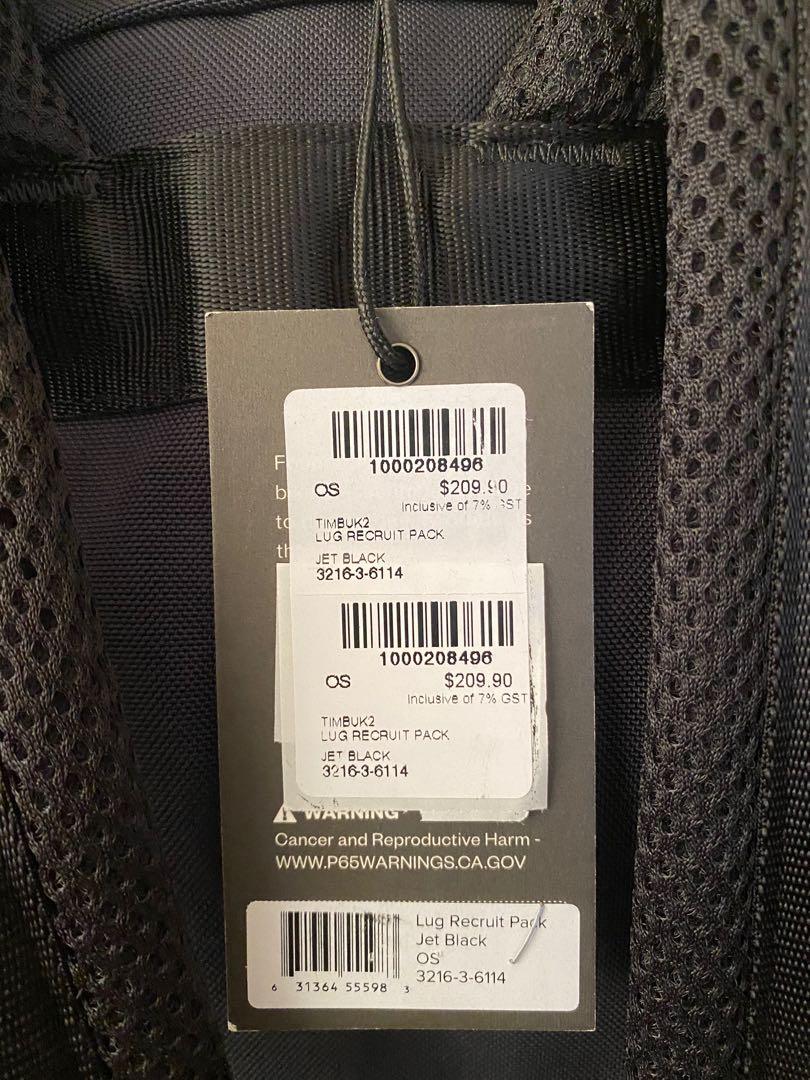 1000208496
OS $209.90
Inclusive of 7% GST
TIMBUK2
LUG RECRUIT PACK
JET BLACK
3216-3-6114
1000208496
OS $209.90
Inclusive of 7% GST
TIMBUK2
LUG RECRUIT PACK
JET BLACK
3216-3-6114
WARNING
Cancer and Reproductive Harm -
WWW.P65WARNINGS.CA.GOV
Lug Recruit Pack
Jet Black
OS
3216-3-6114
6 31364 55598 3